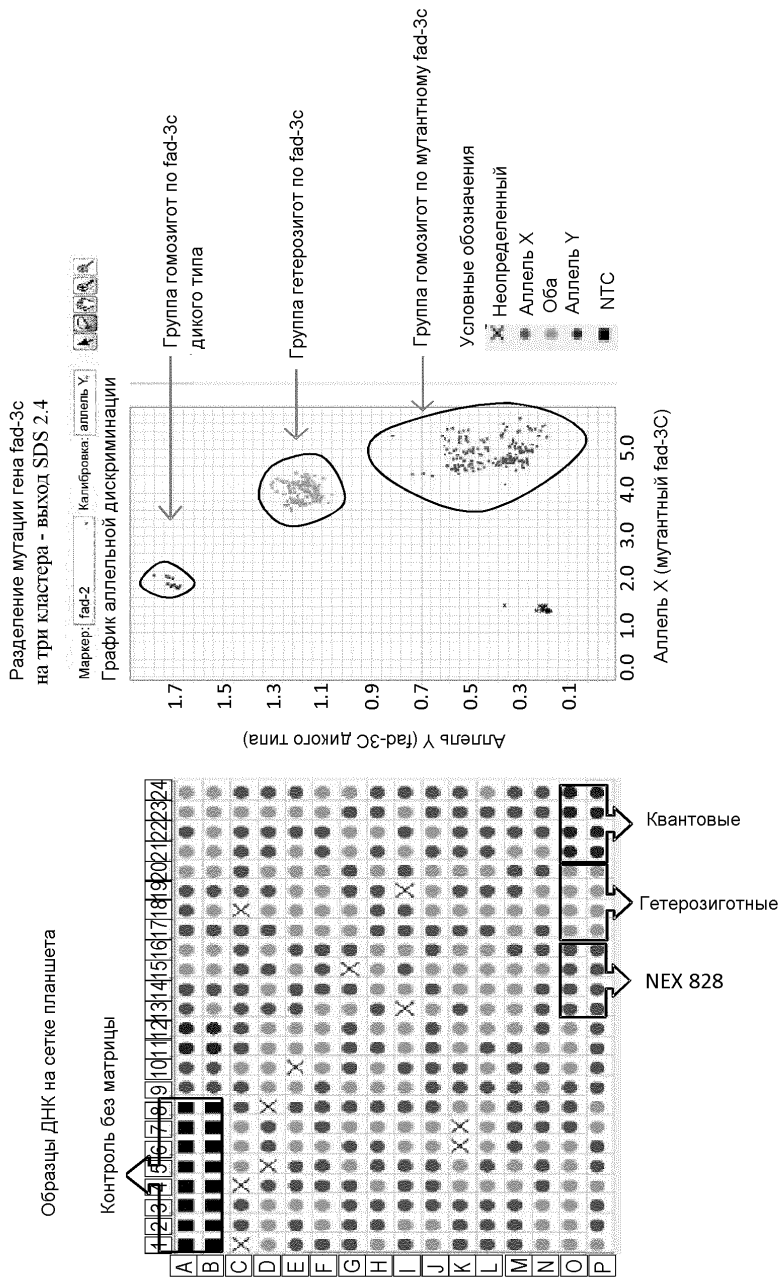 Образцы ДНК на сетке планшета
Контроль без матрицы
1 2 3 4 5 6 7 8 9 10 11 12 13 14 15 16 17 18 19 20 21 22 23 24
A
B
C
D
E
F
G
H
I
J
K
L
M
N
O
P
NEX 828
Гетерозиготные
Квантовые
Разделение мутации гена fad-3c
на три кластера - выход SDS 2.4
Маркер: fad-2 Калибровка: аллель Y
График аллельной дискриминации
Аллель Y (fad-3C дикого типа)
1.7
1.5
1.3
1.1
0.9
0.7
0.5
0.3
0.1
0.0 1.0 2.0 3.0 4.0 5.0
Аллель X (мутантный fad-3C)
Группа гомозигот по fad-3c
дикого типа
Группа гетерозигот по fad-3c
Группа гомозигот по мутантному fad-3c
Условные обозначения
Неопределенный
Аллель X
Оба
Аллель Y
NTC